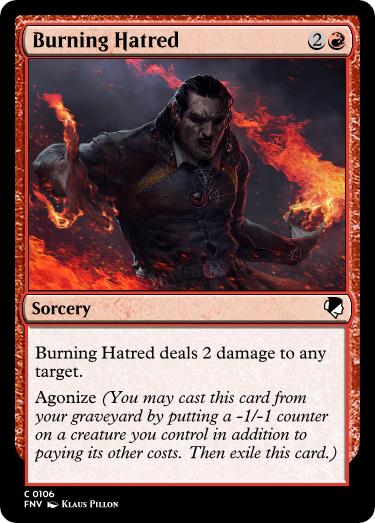 Burning Hatred 2
Sorcery
Burning Hatred deals 2 damage to any
target.
Agonize (You may cast this card from
your graveyard by putting a -1/-1 counter
on a creature you control in addition to
paying its other costs. Then exile this card.)
C 0106
FNV Klaus Pillon